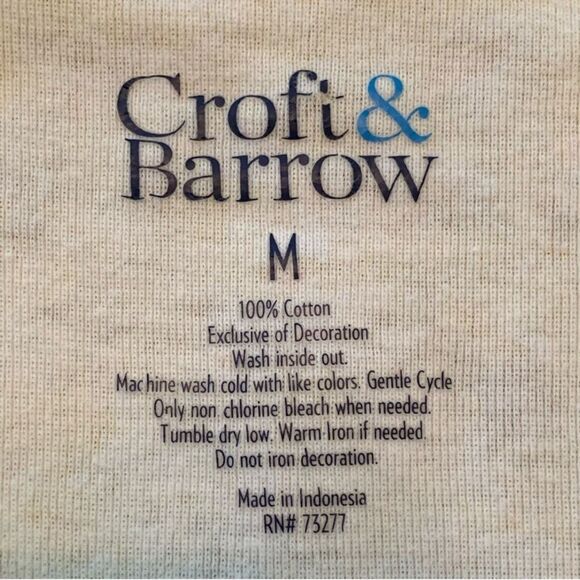 Croft &
Barrow
M
100% Cotton
Exclusive of Decoration
Wash inside out.
Machine wash cold with like colors. Gentle Cycle
Only non chlorine bleach when needed.
Tumble dry low. Warm Iron if needed.
Do not iron decoration.
Made in Indonesia
RN# 73277